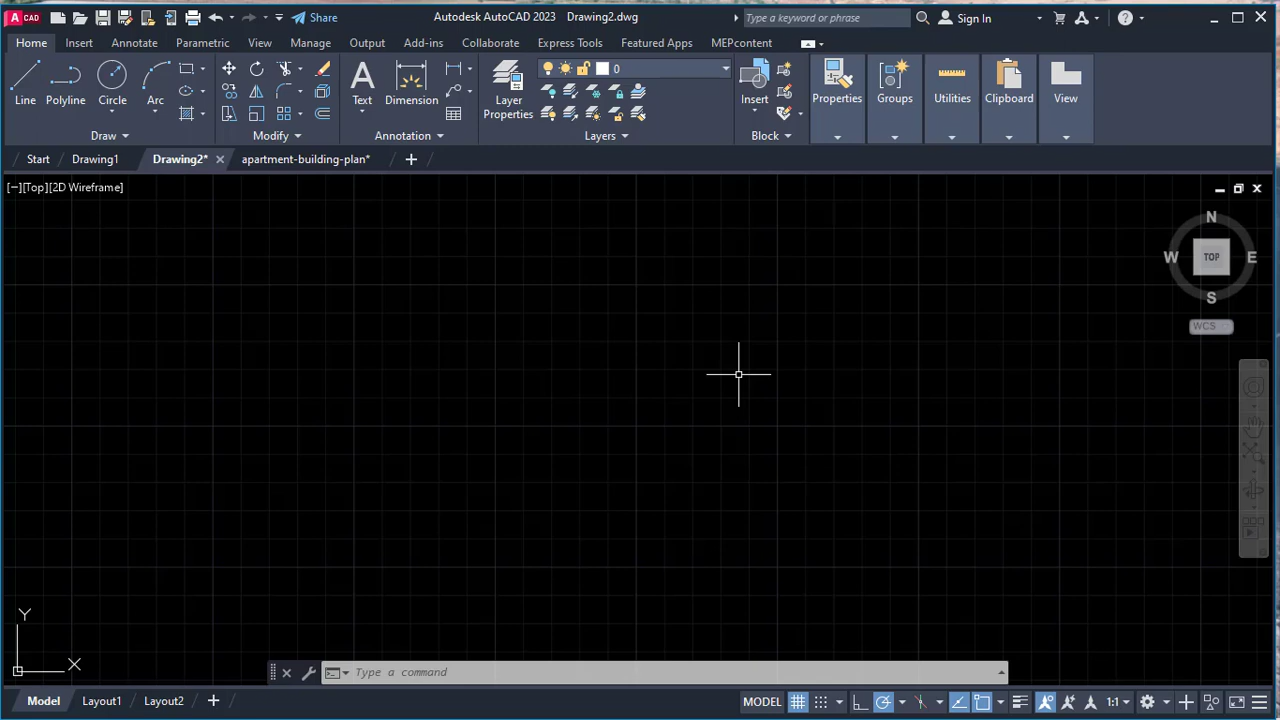 A CAD Share Autodesk AutoCAD 2023 Drawing2.dwg Type a keyword or phrase Sign In
Home Insert Annotate Parametric View Manage Output Add-ins Collaborate Express Tools Featured Apps MEPcontent
Line Polyline Circle Arc Text Dimension Layer Properties 0 Insert Properties Groups Utilities Clipboard View
Draw Modify Annotation Layers Block
Start Drawing1 Drawing2* apartment-building-plan*
[−][Top][2D Wireframe]
N
W TOP E
S
WCS
Y
X
Type a command
Model Layout1 Layout2 MODEL 1:1